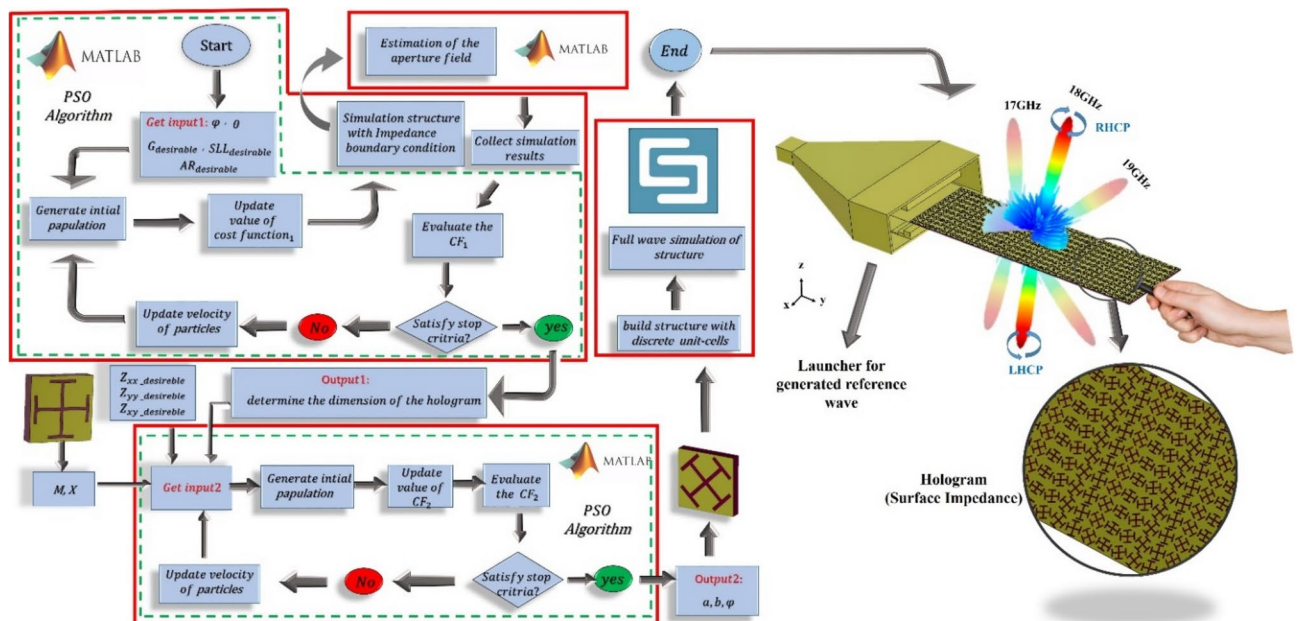 MATLAB
Start
PSO
Algorithm
Get input1: φ · θ
G_desirable · SLL_desirable
AR_desirable
Generate intial
papulation
Update
value of
cost function₁
Estimation of the
aperture field
MATLAB
Simulation structure
with Impedance
boundary condition
Collect simulation
results
Evaluate the
CF₁
Satisfy stop
critria?
yes
No
Update velocity
of particles
Output1:
determine the dimension of the hologram
Z_xx_desireble
Z_yy_desireble
Z_xy_desireble
M, X
Get input2
Generate intial
papulation
Update
value of
CF₂
Evaluate
the CF₂
MATLAB
PSO
Algorithm
Satisfy stop
critria?
yes
No
Update velocity
of particles
Output2:
a, b, φ
build structure with
discrete unit-cells
Full wave simulation of
structure
End
17GHz
18GHz
RHCP
19GHz
z
x
y
LHCP
Launcher for
generated reference
wave
Hologram
(Surface Impedance)